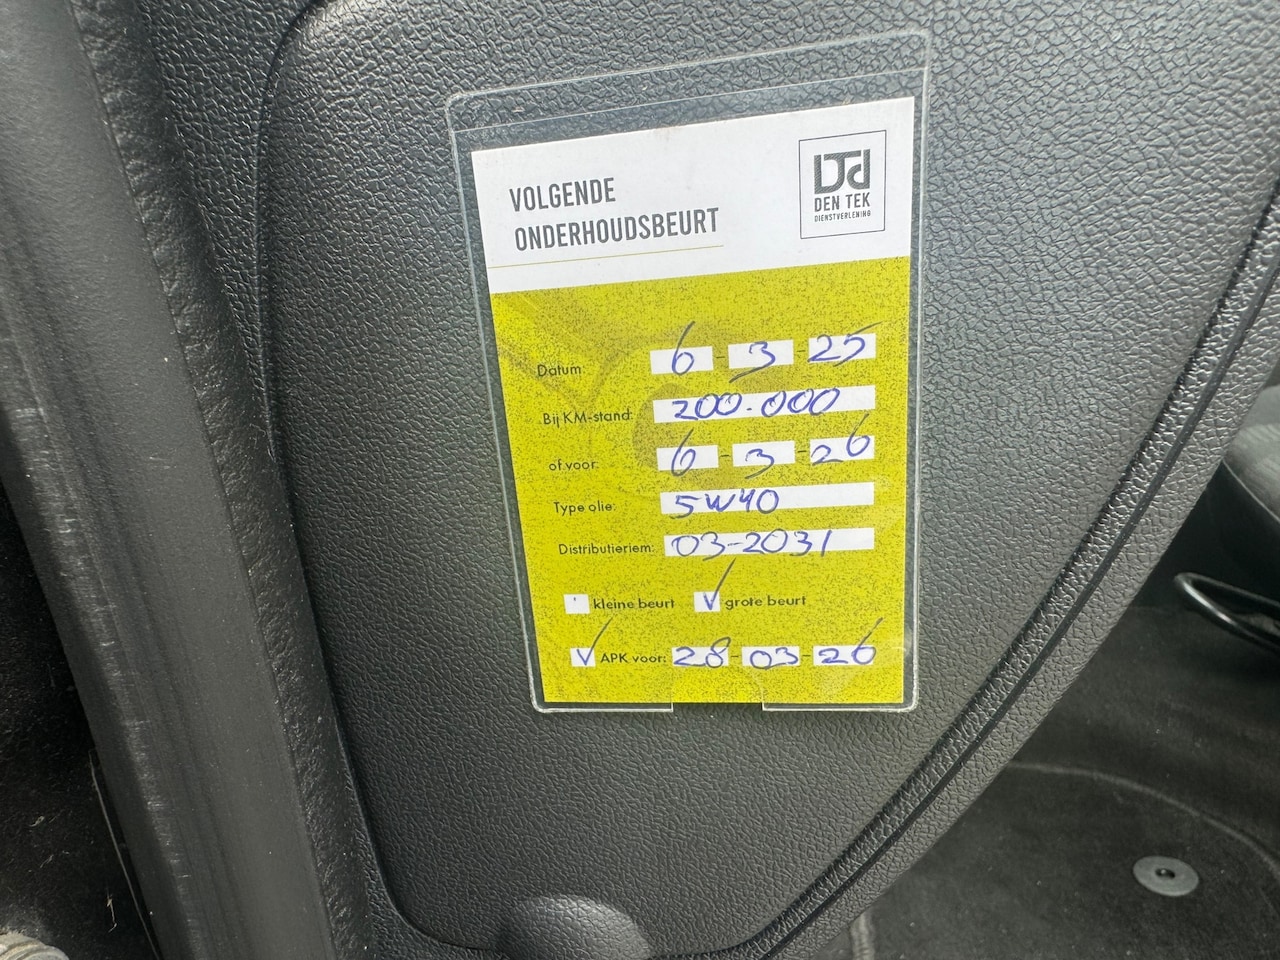 VOLGENDE
ONDERHOUDSBEURT
DEN TEK
DIENSTVERLENING
Datum 6 - 3 - 25
Bij KM-stand: 200.000
of voor: 6 - 3 - 26
Type olie: 5W40
Distributieriem: 03-2031
kleine beurt grote beurt
APK voor: 28 - 03 - 26